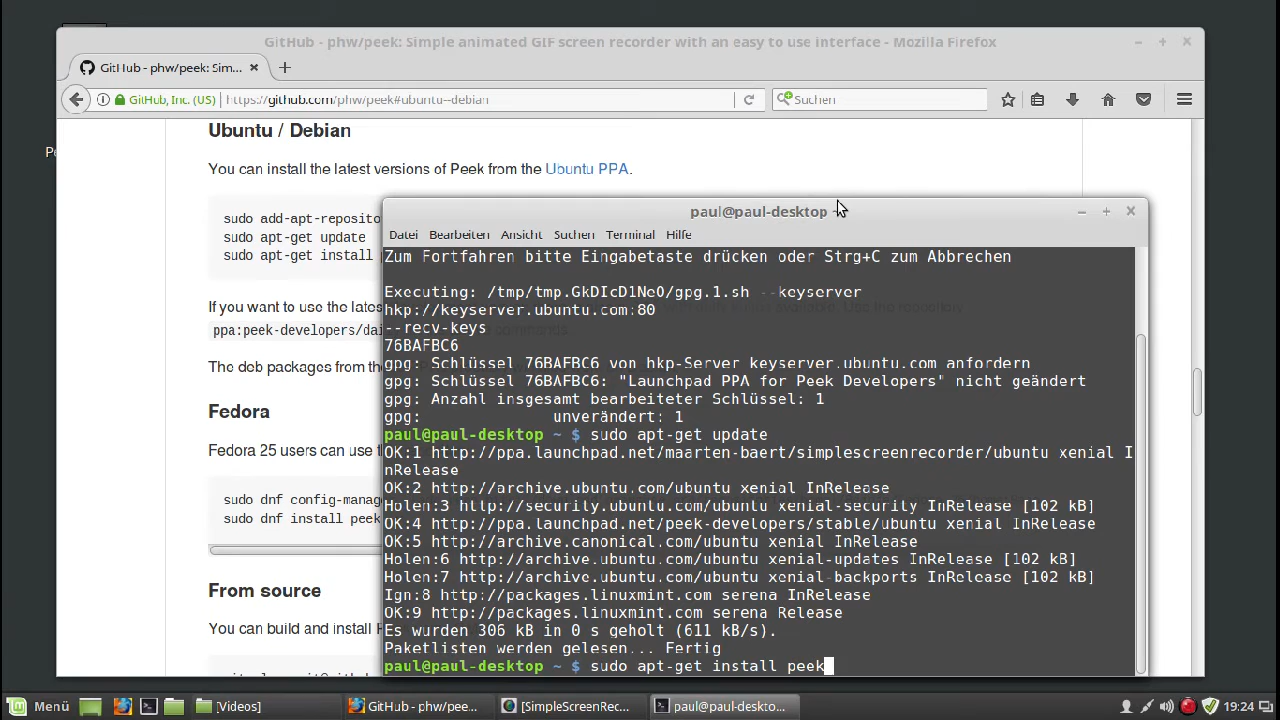 GitHub - phw/peek: Simple animated GIF screen recorder with an easy to use interface - Mozilla Firefox
GitHub - phw/peek: Sim...
GitHub, Inc. (US)
https://github.com/phw/peek#ubuntu--debian
Suchen
Ubuntu / Debian
You can install the latest versions of Peek from the Ubuntu PPA.
sudo add-apt-reposito
sudo apt-get update
sudo apt-get install
If you want to use the lates
ppa:peek-developers/dai
The deb packages from the
Fedora
Fedora 25 users can use t
sudo dnf config-manag
sudo dnf install peek
From source
You can build and install
paul@paul-desktop ~
Datei Bearbeiten Ansicht Suchen Terminal Hilfe
Zum Fortfahren bitte Eingabetaste drücken oder Strg+C zum Abbrechen
Executing: /tmp/tmp.GkDIcD1NeO/gpg.1.sh --keyserver
hkp://keyserver.ubuntu.com:80
--recv-keys
76BAFBC6
gpg: Schlüssel 76BAFBC6 von hkp-Server keyserver.ubuntu.com anfordern
gpg: Schlüssel 76BAFBC6: "Launchpad PPA for Peek Developers" nicht geändert
gpg: Anzahl insgesamt bearbeiteter Schlüssel: 1
gpg: unverändert: 1
paul@paul-desktop ~ $ sudo apt-get update
OK:1 http://ppa.launchpad.net/maarten-baert/simplescreenrecorder/ubuntu xenial I
nRelease
OK:2 http://archive.ubuntu.com/ubuntu xenial InRelease
Holen:3 http://security.ubuntu.com/ubuntu xenial-security InRelease [102 kB]
OK:4 http://ppa.launchpad.net/peek-developers/stable/ubuntu xenial InRelease
OK:5 http://archive.canonical.com/ubuntu xenial InRelease
Holen:6 http://archive.ubuntu.com/ubuntu xenial-updates InRelease [102 kB]
Holen:7 http://archive.ubuntu.com/ubuntu xenial-backports InRelease [102 kB]
Ign:8 http://packages.linuxmint.com serena InRelease
OK:9 http://packages.linuxmint.com serena Release
Es wurden 306 kB in 0 s geholt (611 kB/s).
Paketlisten werden gelesen... Fertig
paul@paul-desktop ~ $ sudo apt-get install peek
Menü
[Videos]
GitHub - phw/pee...
[SimpleScreenRec...
paul@paul-deskto...
19:24